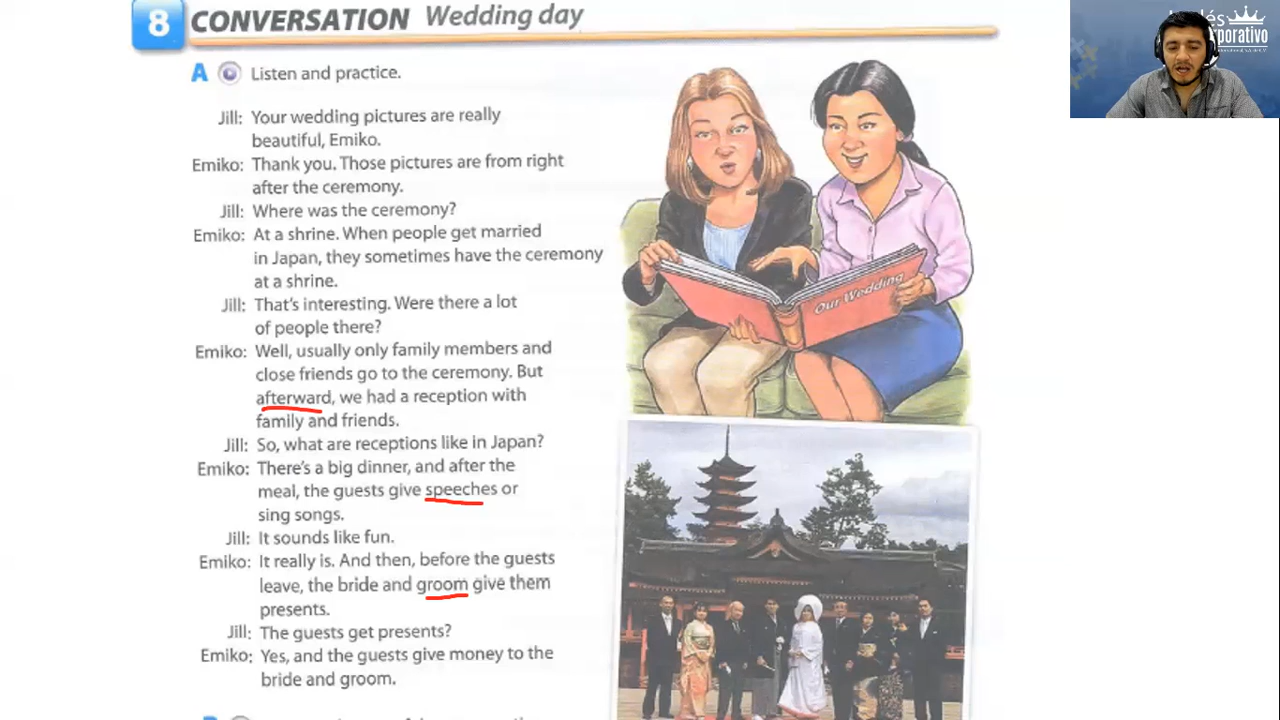 8 CONVERSATION Wedding day
A Listen and practice.
Jill: Your wedding pictures are really
beautiful, Emiko.
Emiko: Thank you. Those pictures are from right
after the ceremony.
Jill: Where was the ceremony?
Emiko: At a shrine. When people get married
in Japan, they sometimes have the ceremony
at a shrine.
Jill: That's interesting. Were there a lot
of people there?
Emiko: Well, usually only family members and
close friends go to the ceremony. But
afterward, we had a reception with
family and friends.
Jill: So, what are receptions like in Japan?
Emiko: There's a big dinner, and after the
meal, the guests give speeches or
sing songs.
Jill: It sounds like fun.
Emiko: It really is. And then, before the guests
leave, the bride and groom give them
presents.
Jill: The guests get presents?
Emiko: Yes, and the guests give money to the
bride and groom.
Our Wedding